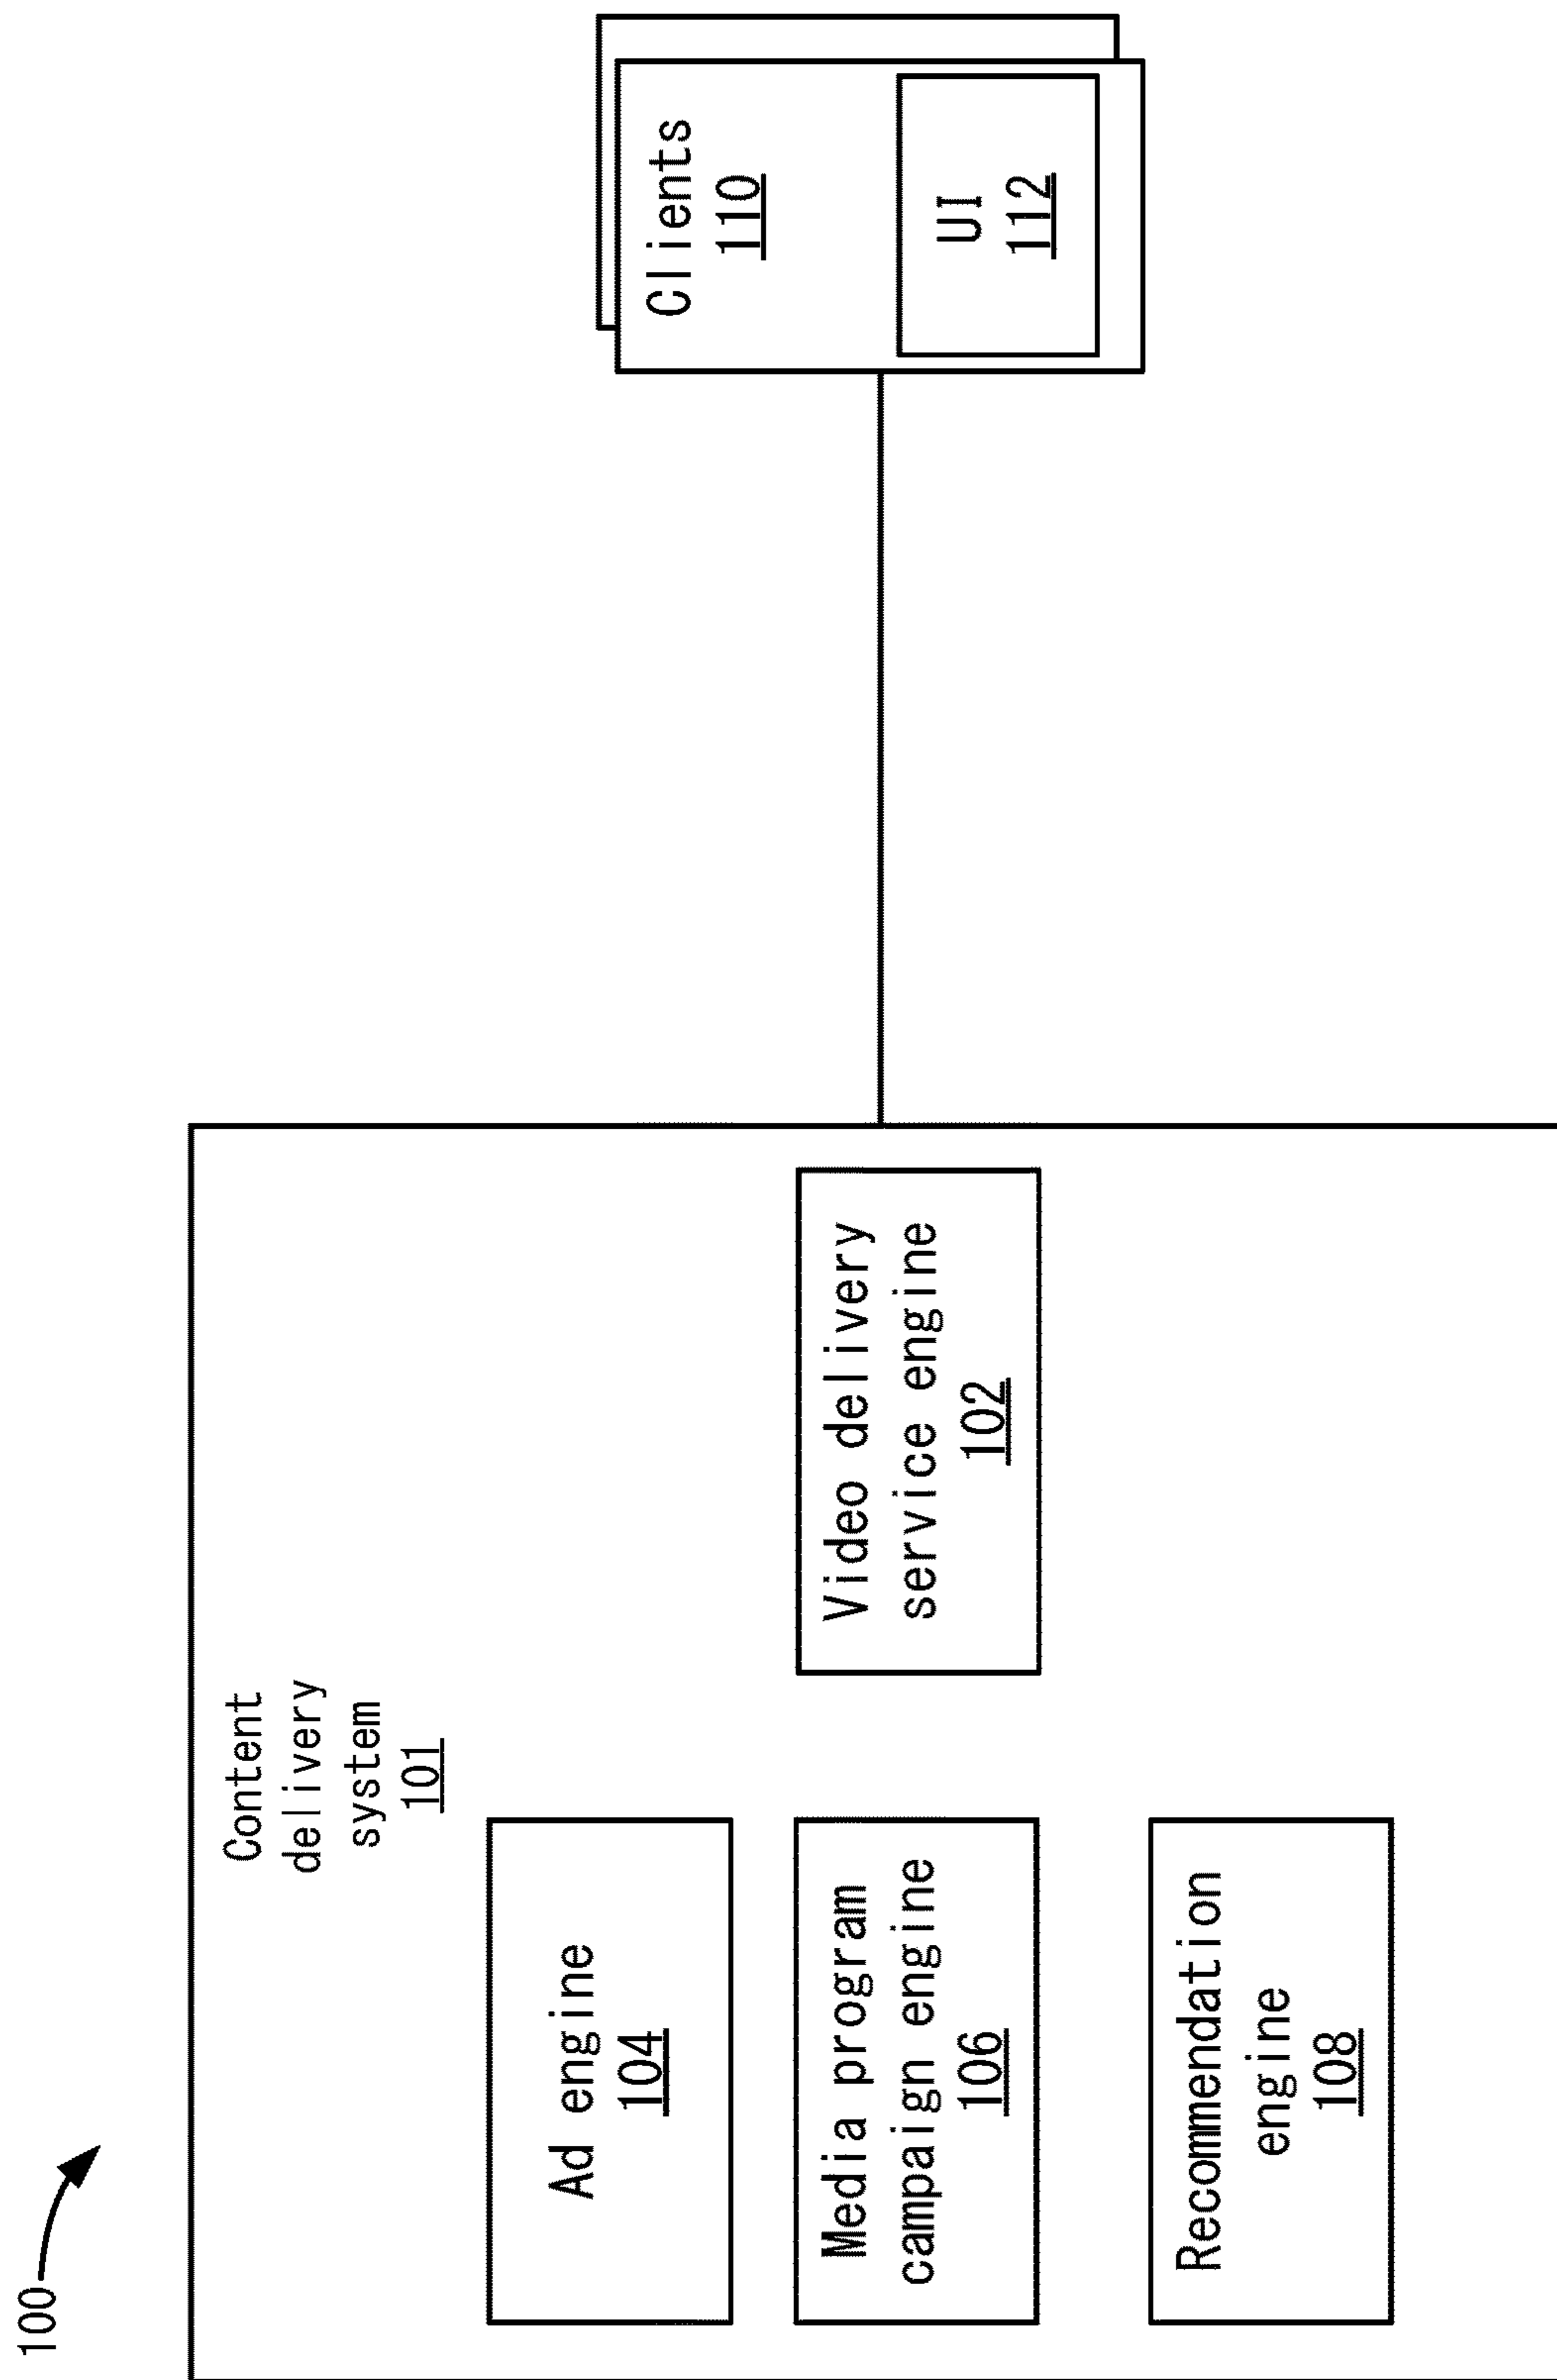 100
Content
delivery
system
101
Ad engine
104
Media program
campaign engine
106
Recommendation
engine
108
Video delivery
service engine
102
Clients
110
UI
112